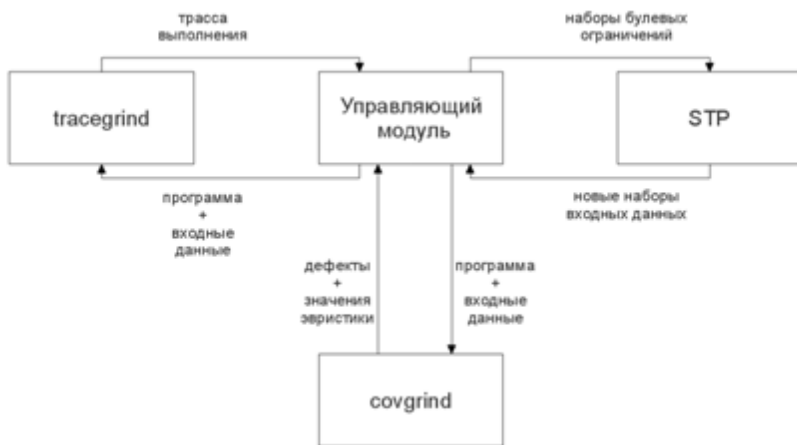 трасса
выполнения
наборы булевых
ограничений
tracegrind
Управляющий
модуль
STP
программа
+
входные
данные
новые наборы
входных данных
дефекты
+
значения
эвристики
программа
+
входные
данные
covgrind